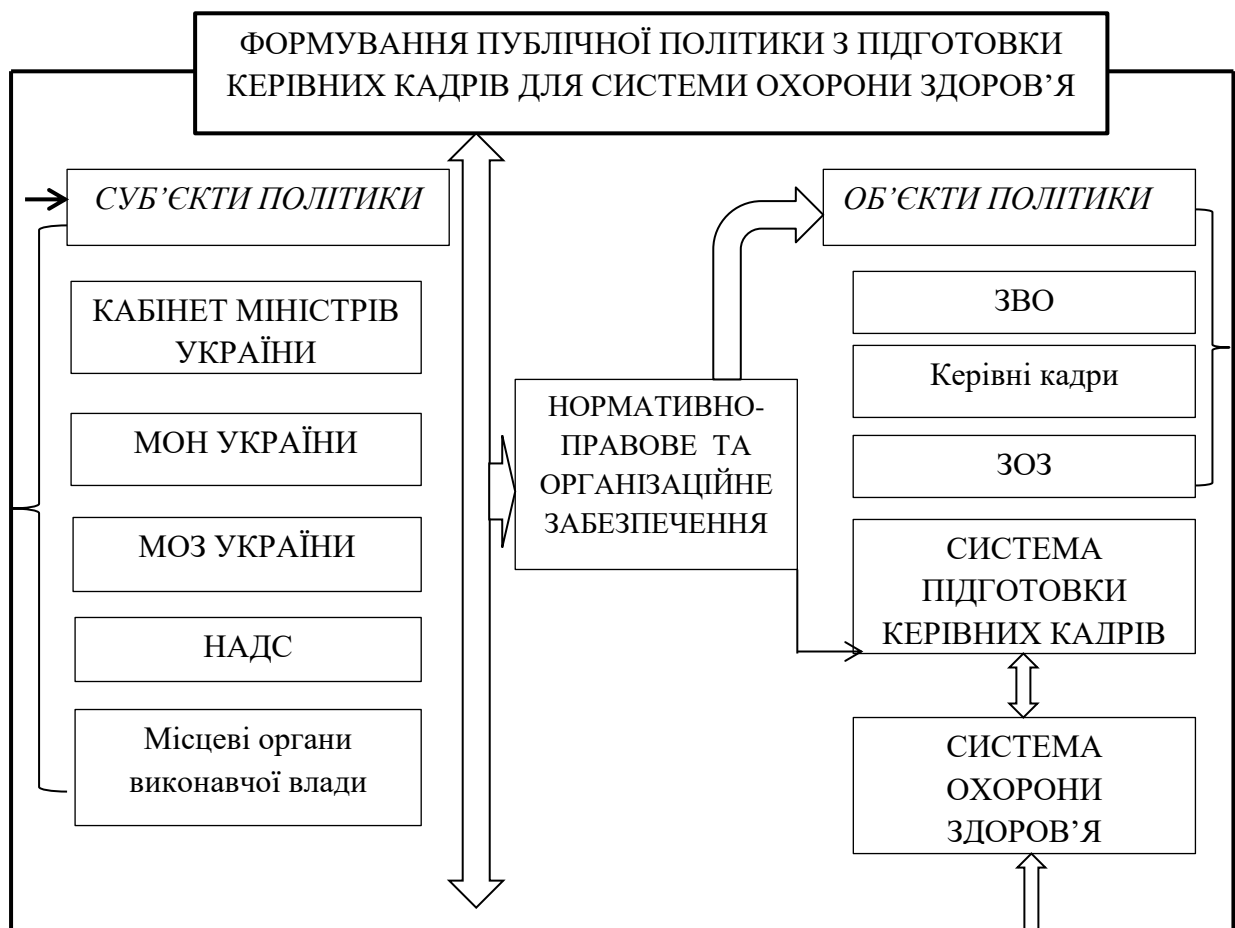 ФОРМУВАННЯ ПУБЛІЧНОЇ ПОЛІТИКИ З ПІДГОТОВКИ
КЕРІВНИХ КАДРІВ ДЛЯ СИСТЕМИ ОХОРОНИ ЗДОРОВ’Я
СУБ’ЄКТИ ПОЛІТИКИ
КАБІНЕТ МІНІСТРІВ
УКРАЇНИ
МОН УКРАЇНИ
МОЗ УКРАЇНИ
НАДС
Місцеві органи
виконавчої влади
НОРМАТИВНО-
ПРАВОВЕ ТА
ОРГАНІЗАЦІЙНЕ
ЗАБЕЗПЕЧЕННЯ
ОБ’ЄКТИ ПОЛІТИКИ
ЗВО
Керівні кадри
ЗОЗ
СИСТЕМА
ПІДГОТОВКИ
КЕРІВНИХ КАДРІВ
СИСТЕМА
ОХОРОНИ
ЗДОРОВ’Я